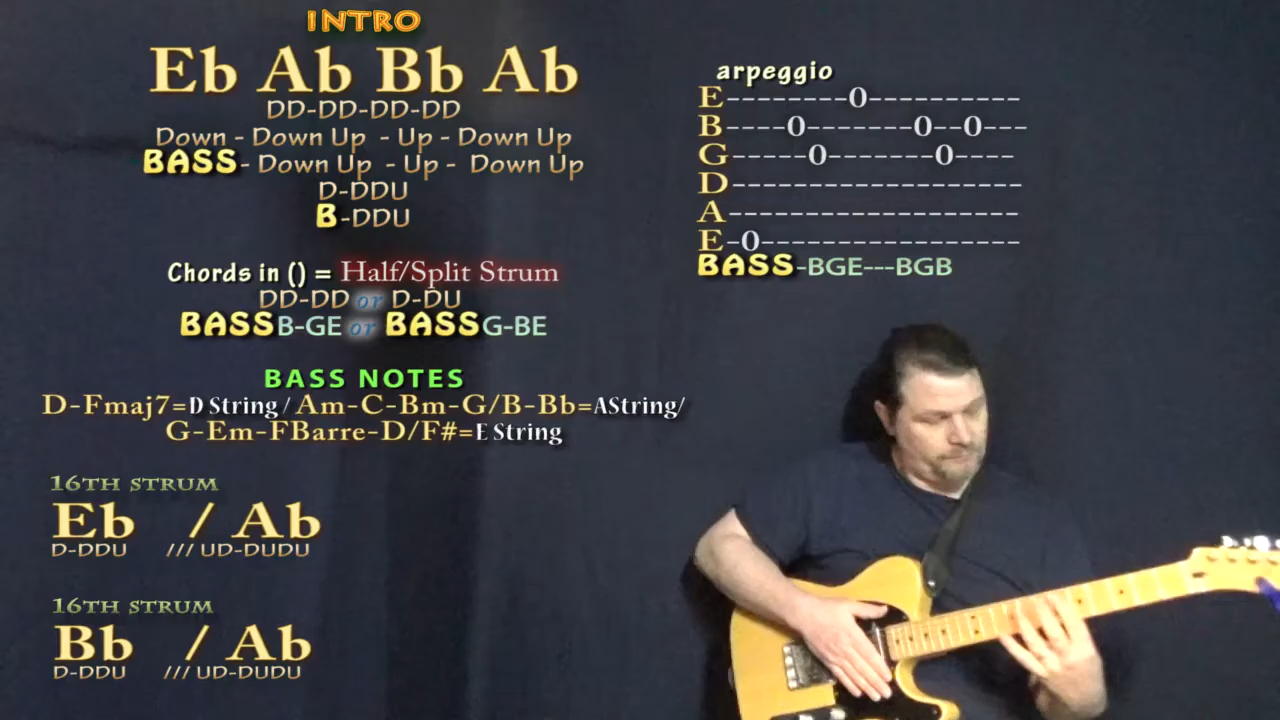 INTRO
Eb Ab Bb Ab
DD-DD-DD-DD
Down - Down Up - Up - Down Up
BASS- Down Up - Up - Down Up
D-DDU
B-DDU
Chords in () = Half/Split Strum
DD-DD or D-DU
BASSB-GE or BASSG-BE
BASS NOTES
D-Fmaj7=D String / Am-C-Bm-G/B-Bb=AString/
G-Em-FBarre-D/F#=E String
16TH STRUM
Eb / Ab
D-DDU /// UD-DUDU
16TH STRUM
Bb / Ab
D-DDU /// UD-DUDU
arpeggio
E--------0----------
B----0-------0--0---
G-----0-------0----
D------------------
A------------------
E-0-----------------
BASS-BGE---BGB